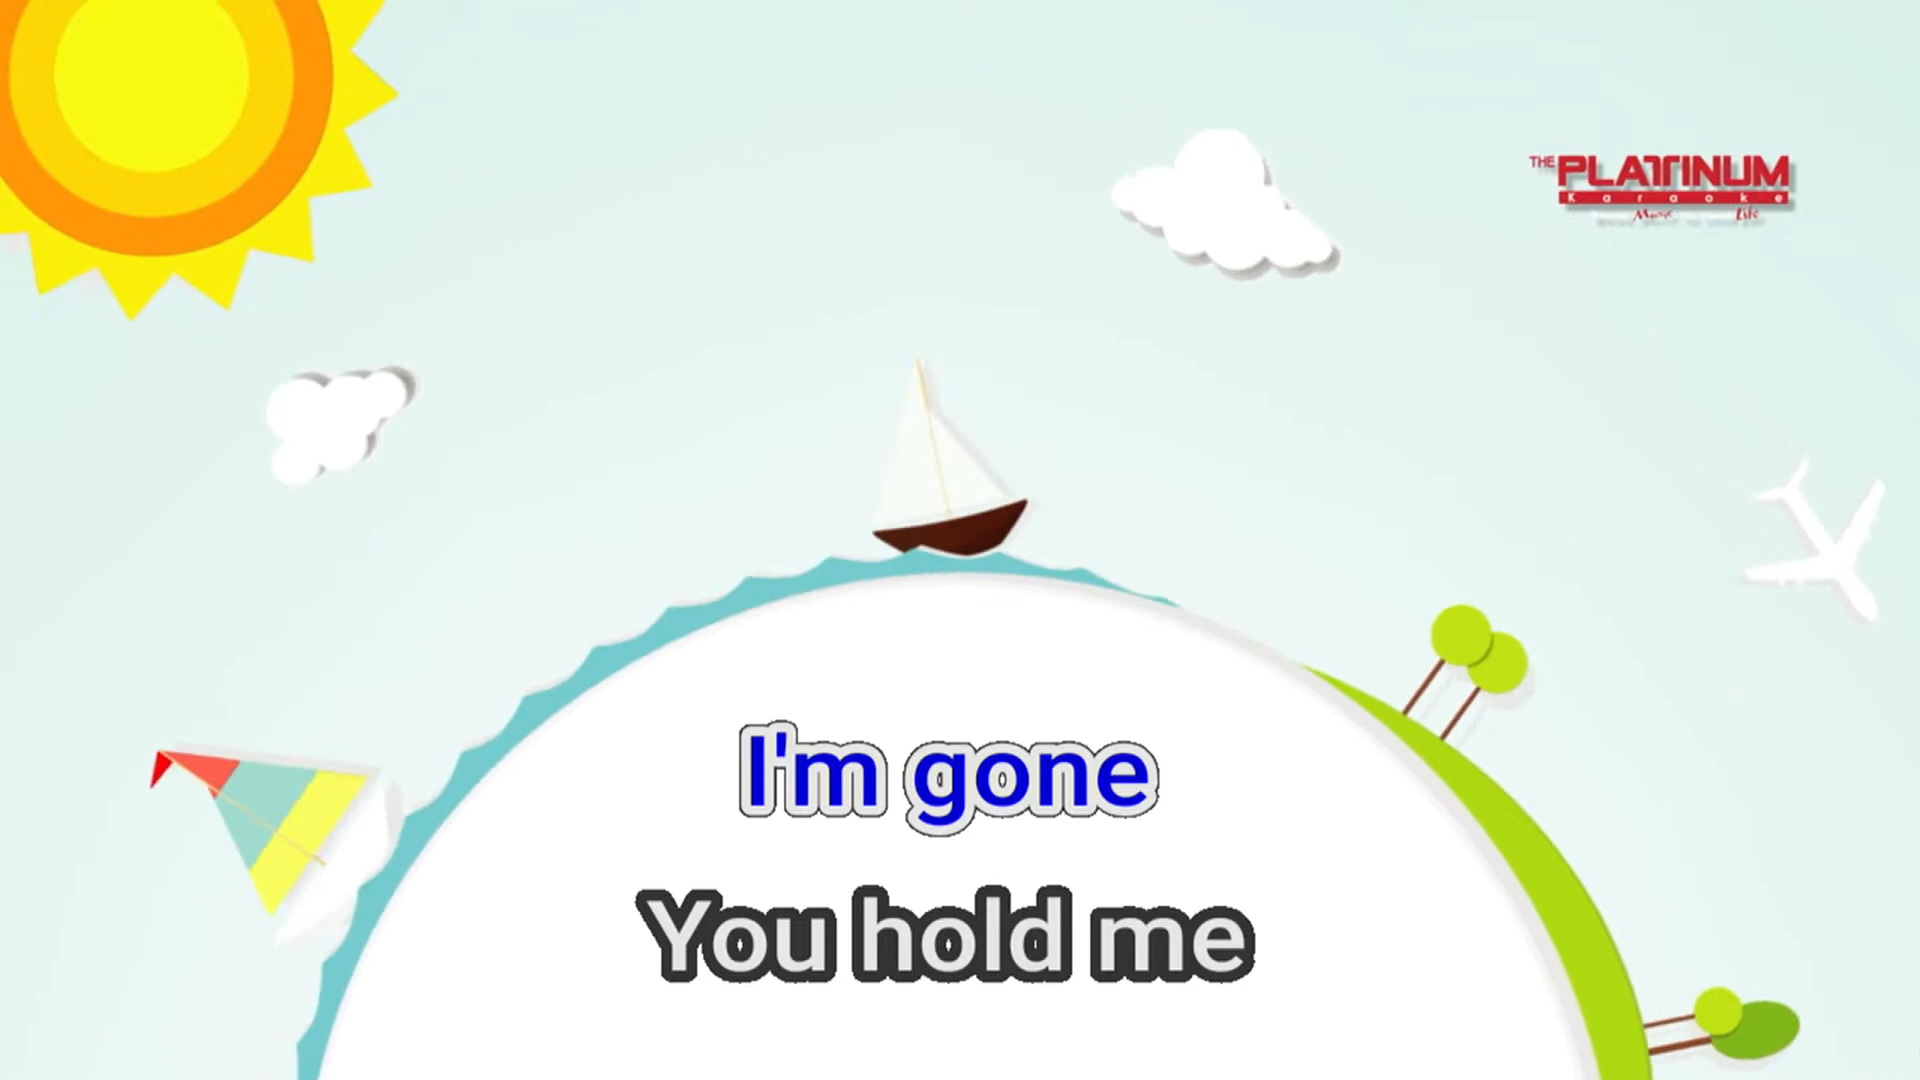 THE PLATINUM
Karaoke
Music Life
I'm gone
You hold me